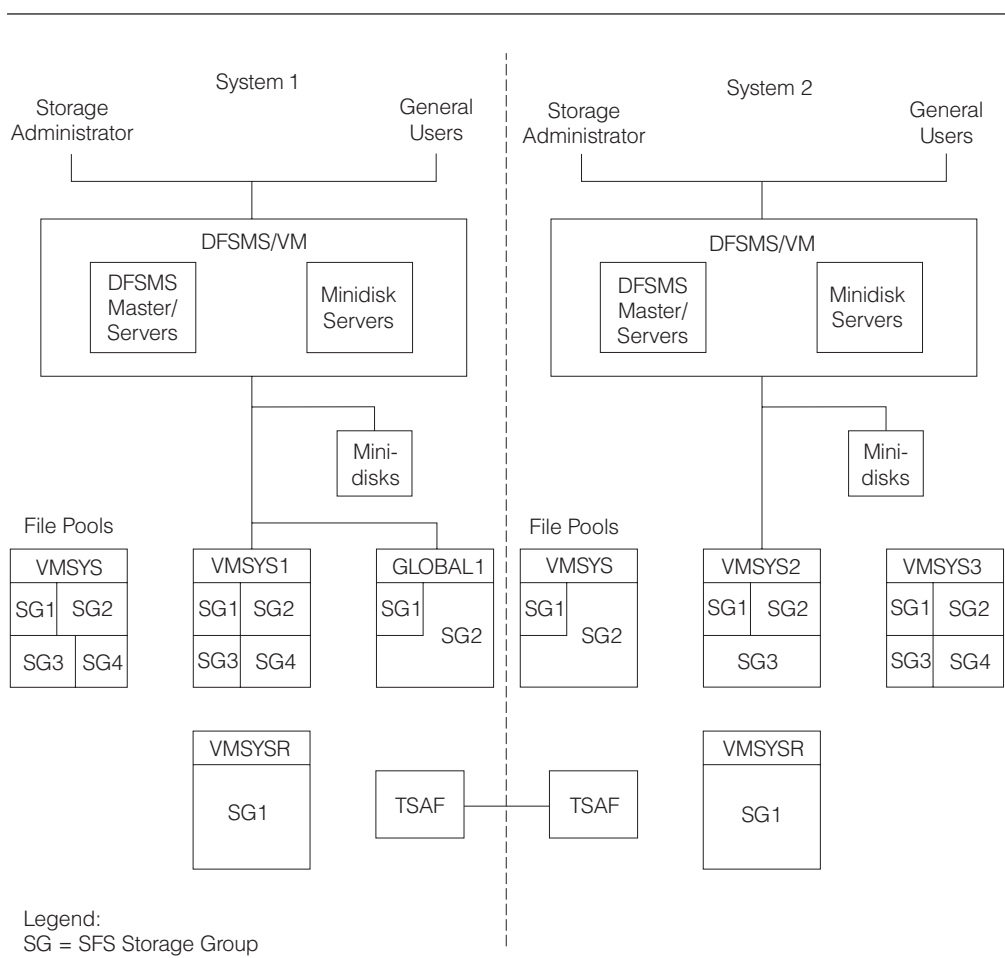 System 1
Storage
Administrator
General
Users
DFSMS/VM
DFSMS
Master/
Servers
Minidisk
Servers
Mini-
disks
File Pools
VMSYS
SG1
SG2
SG3
SG4
VMSYS1
SG1
SG2
SG3
SG4
GLOBAL1
SG1
SG2
VMSYSR
SG1
TSAF
System 2
Storage
Administrator
General
Users
DFSMS/VM
DFSMS
Master/
Servers
Minidisk
Servers
Mini-
disks
File Pools
VMSYS
SG1
SG2
VMSYS2
SG1
SG2
SG3
VMSYS3
SG1
SG2
SG3
SG4
TSAF
VMSYSR
SG1
Legend:
SG = SFS Storage Group